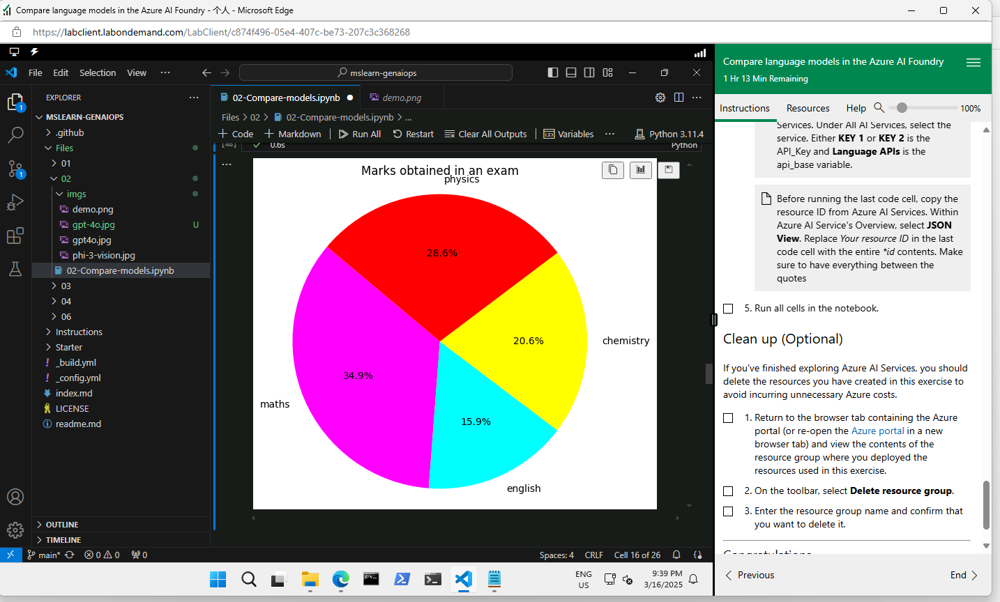 Compare language models in the Azure AI Foundry - 个人 - Microsoft Edge
https://labclient.labondemand.com/LabClient/c874f496-05e4-407c-be73-207c3c368268
File Edit Selection View ···
mslearn-genaiops
EXPLORER ···
MSLEARN-GENAIOPS
.github
Files
01
02
imgs
demo.png
gpt-4o.jpg U
gpt4o.jpg
phi-3-vision.jpg
02-Compare-models.ipynb
03
04
06
Instructions
Starter
_build.yml
_config.yml
index.md
LICENSE
readme.md
OUTLINE
TIMELINE
1
1
02-Compare-models.ipynb
demo.png
Files > 02 > 02-Compare-models.ipynb > ...
+ Code + Markdown Run All Restart Clear All Outputs Variables ··· Python 3.11.4
[46] 0.6s Python
Marks obtained in an exam
physics
28.6%
20.6%
chemistry
34.9%
maths
15.9%
english
main* 0 0 0 Spaces: 4 CRLF Cell 16 of 26
ENG
US
9:39 PM
3/16/2025
Compare language models in the Azure AI Foundry
1 Hr 13 Min Remaining
Instructions Resources Help 100%
Services. Under All AI Services, select the
service. Either KEY 1 or KEY 2 is the
API_Key and Language APIs is the
api_base variable.
Before running the last code cell, copy the
resource ID from Azure AI Services. Within
Azure AI Service's Overview, select JSON
View. Replace Your resource ID in the last
code cell with the entire *id contents. Make
sure to have everything between the
quotes
5. Run all cells in the notebook.
Clean up (Optional)
If you've finished exploring Azure AI Services, you should
delete the resources you have created in this exercise to
avoid incurring unnecessary Azure costs.
1. Return to the browser tab containing the Azure
portal (or re-open the Azure portal in a new
browser tab) and view the contents of the
resource group where you deployed the
resources used in this exercise.
2. On the toolbar, select Delete resource group.
3. Enter the resource group name and confirm that
you want to delete it.
Congratulations
Previous End